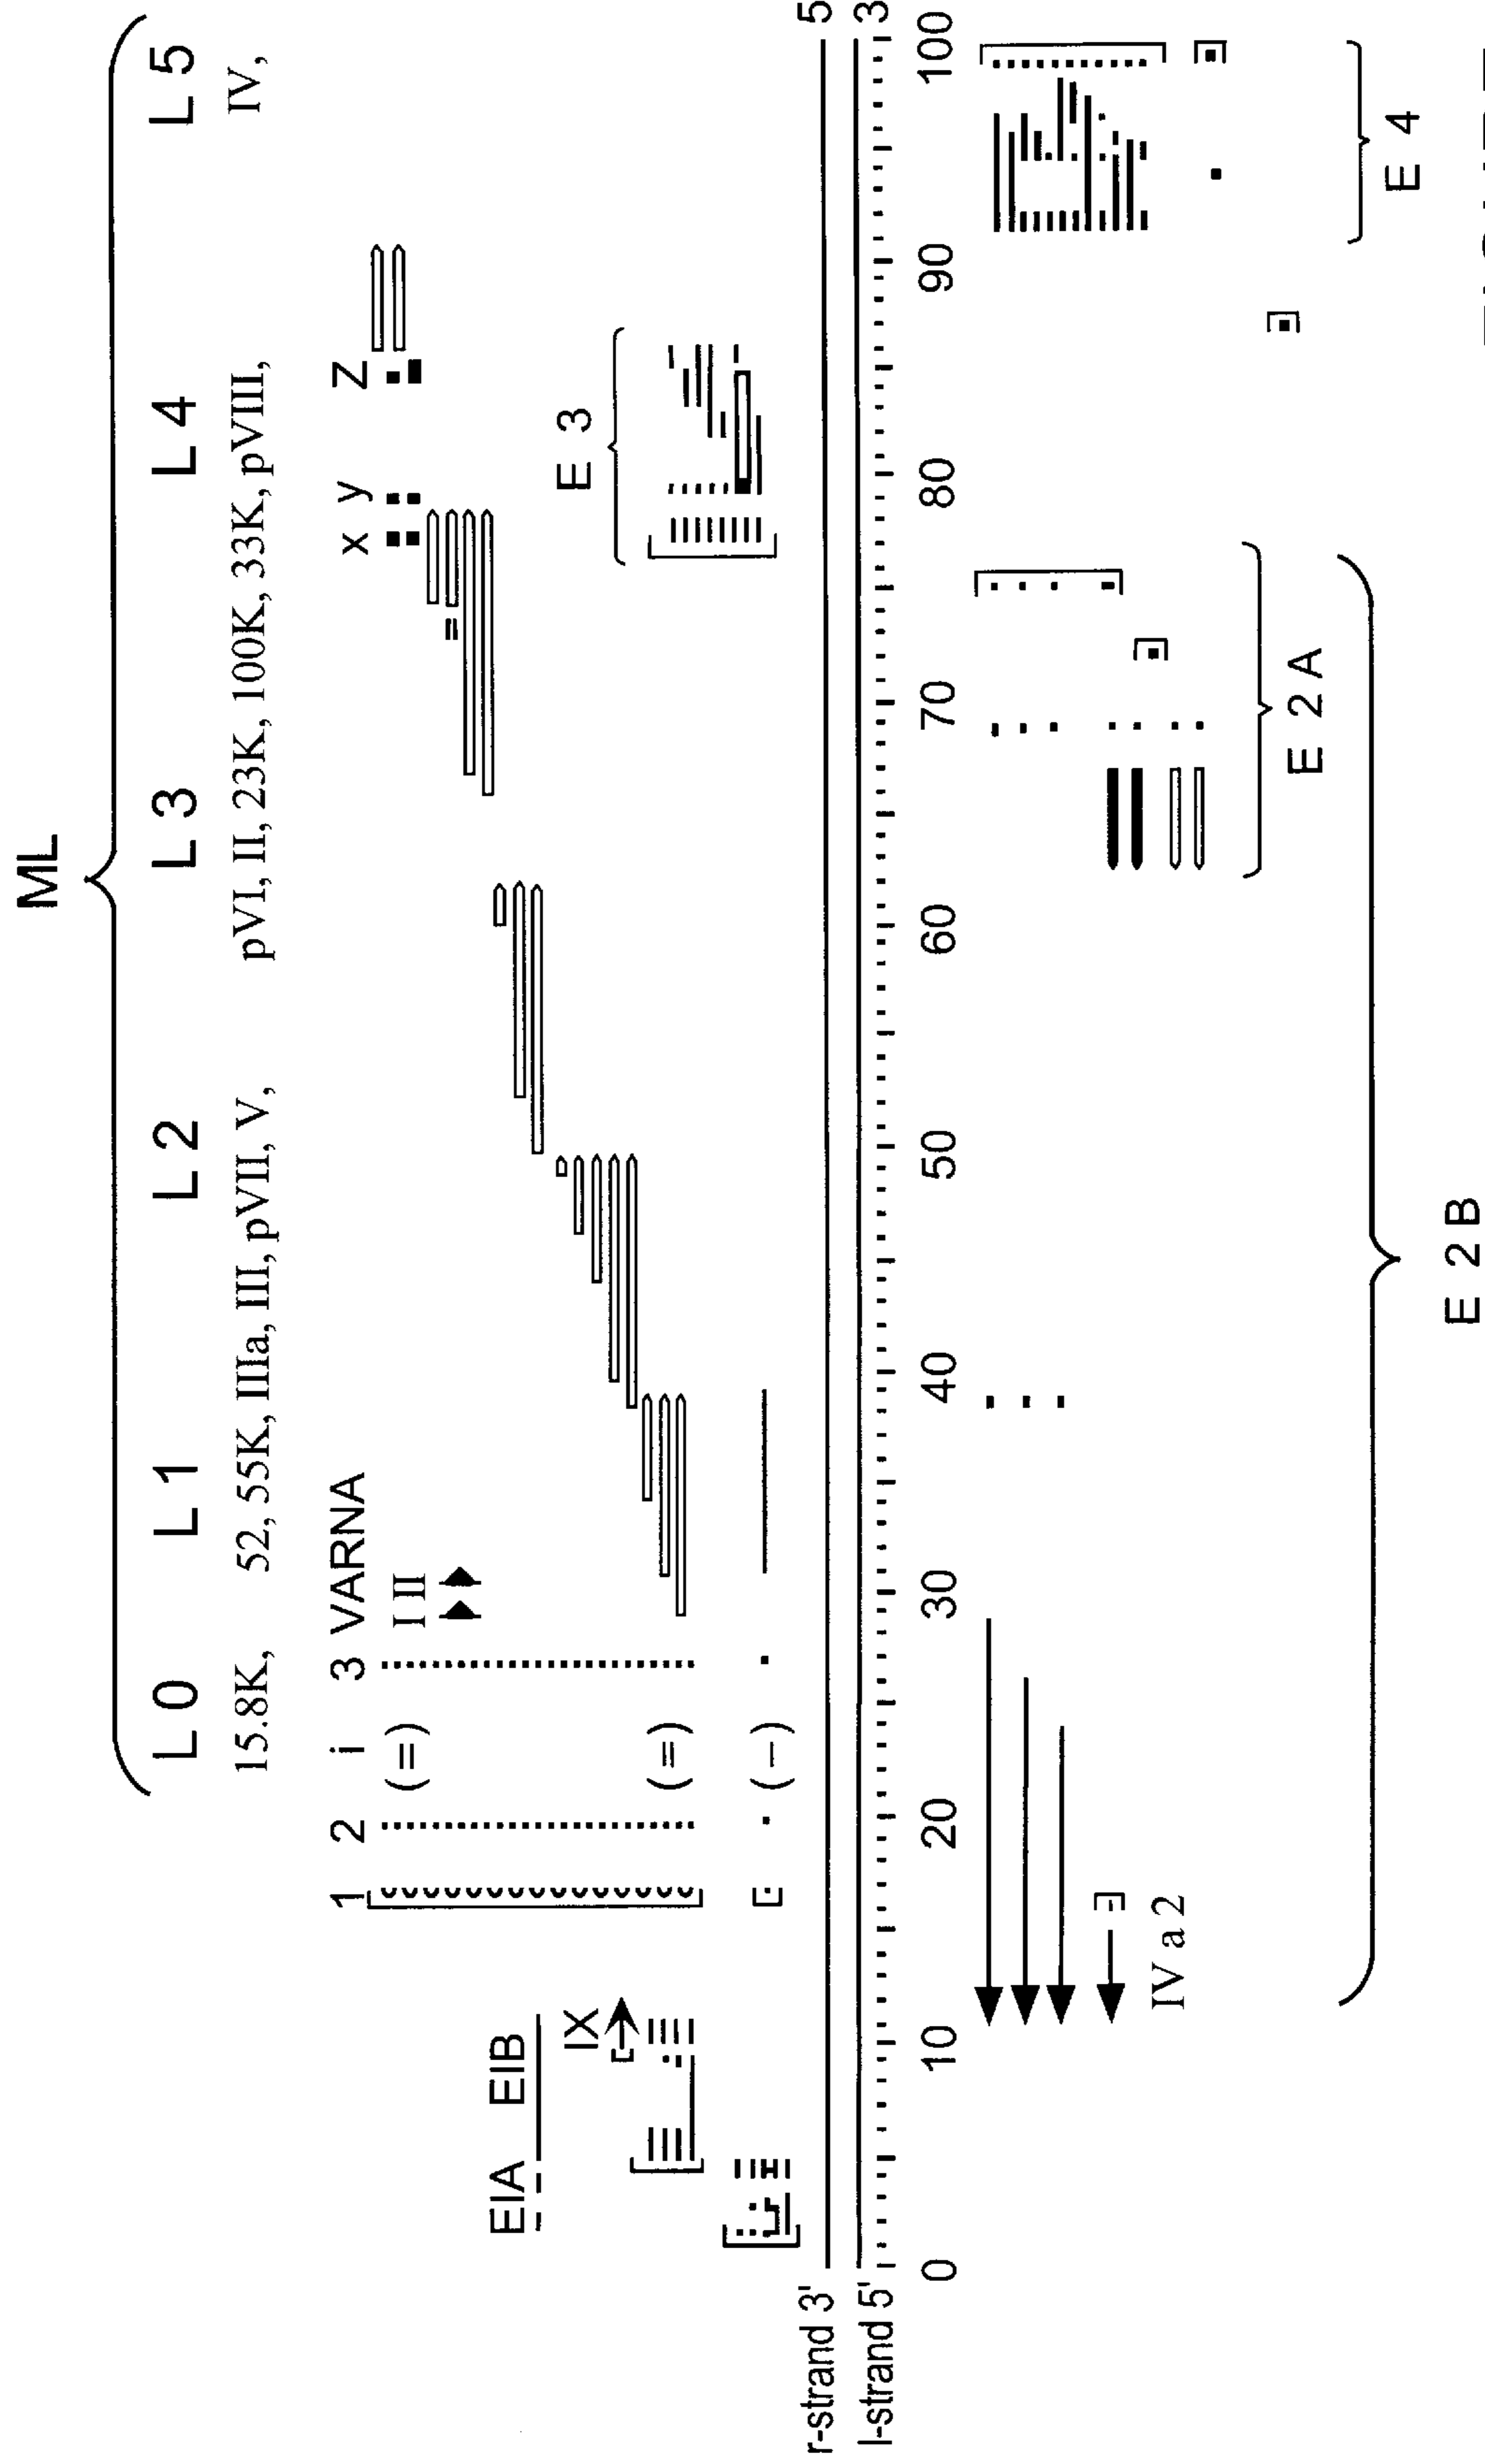 ML
L 0 L 1 L 2 L 3 L 4 L 5
15.8K, 52, 55K, IIIa, III, pVII, V, pVI, II, 23K, 100K, 33K, pVIII, IV,
1 2 i 3 VARNA x y Z
(=) I II
EIA EIB
IX
E 3
(=)
(–)
r-strand 3' 5
l-strand 5' 3
0 10 20 30 40 50 60 70 80 90 100
IV a 2
E 2 A
E 4
E 2 B